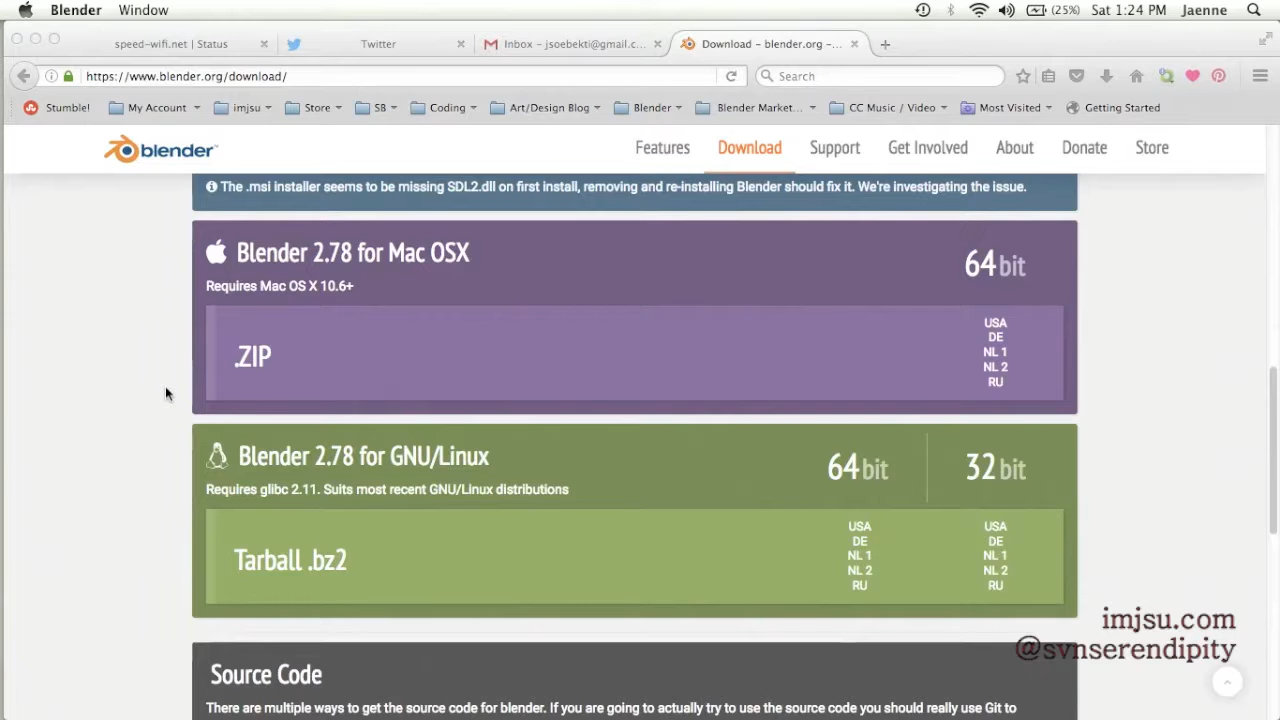 Blender Window (25%) Sat 1:24 PM Jaenne
speed-wifi.net | Status × Twitter × Inbox - jsoebekti@gmail.c... × Download – blender.org –... × +
https://www.blender.org/download/ Search
Stumble! My Account imjsu Store SB Coding Art/Design Blog Blender Blender Market... CC Music / Video Most Visited Getting Started
blender Features Download Support Get Involved About Donate Store
The .msi installer seems to be missing SDL2.dll on first install, removing and re-installing Blender should fix it. We're investigating the issue.
Blender 2.78 for Mac OSX 64 bit
Requires Mac OS X 10.6+
.ZIP
USA
DE
NL 1
NL 2
RU
Blender 2.78 for GNU/Linux 64 bit 32 bit
Requires glibc 2.11. Suits most recent GNU/Linux distributions
Tarball .bz2
USA USA
DE DE
NL 1 NL 1
NL 2 NL 2
RU RU
imjsu.com
@svnserendipity
Source Code
There are multiple ways to get the source code for blender. If you are going to actually try to use the source code you should really use Git to